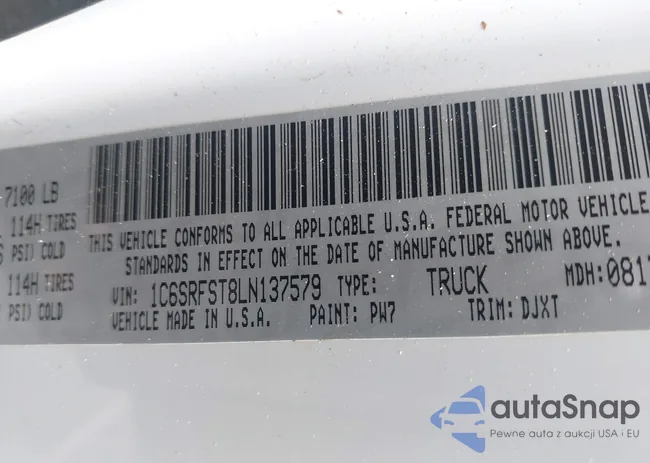 7100 LB
114H TIRES
PSI) COLD
114H TIRES
PSI) COLD
THIS VEHICLE CONFORMS TO ALL APPLICABLE U.S.A. FEDERAL MOTOR VEHICLE
STANDARDS IN EFFECT ON THE DATE OF MANUFACTURE SHOWN ABOVE.
VIN: 1C6SRFST8LN137579 TYPE: TRUCK MDH:081
VEHICLE MADE IN U.S.A. PAINT: PW7 TRIM: DJXT
autaSnap
Pewne auta z aukcji USA i EU